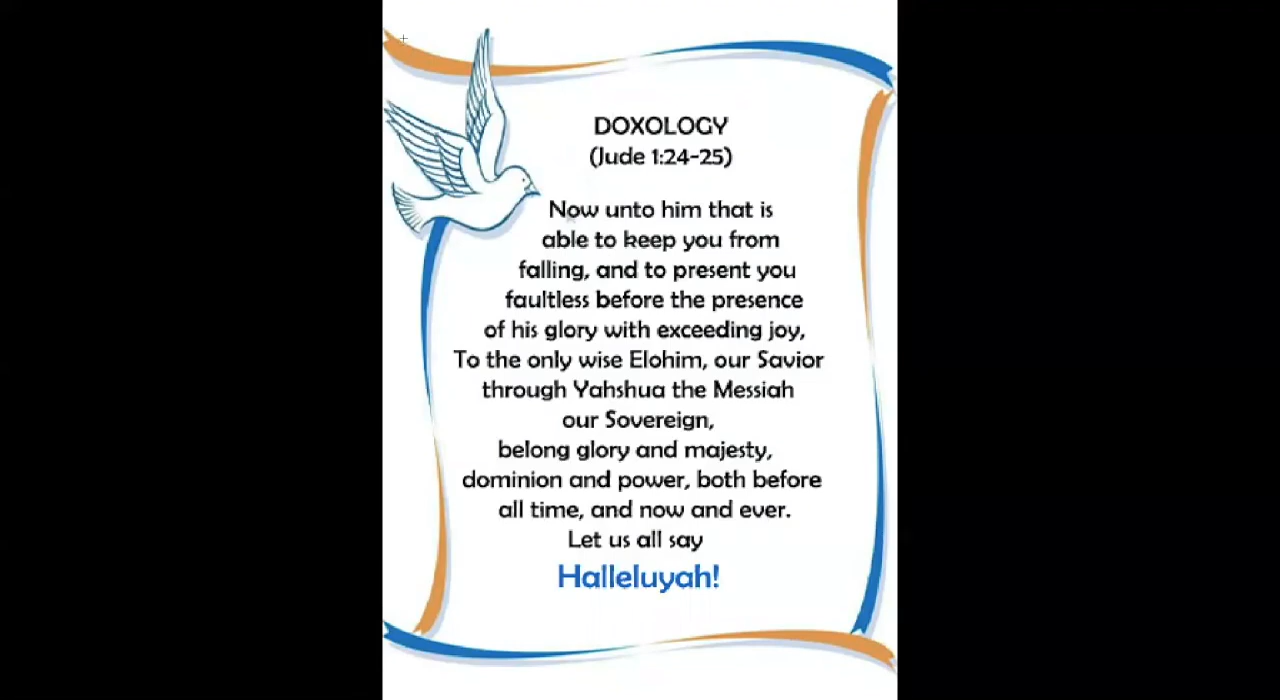 DOXOLOGY
(Jude 1:24-25)
Now unto him that is
able to keep you from
falling, and to present you
faultless before the presence
of his glory with exceeding joy,
To the only wise Elohim, our Savior
through Yahshua the Messiah
our Sovereign,
belong glory and majesty,
dominion and power, both before
all time, and now and ever.
Let us all say
Halleluyah!